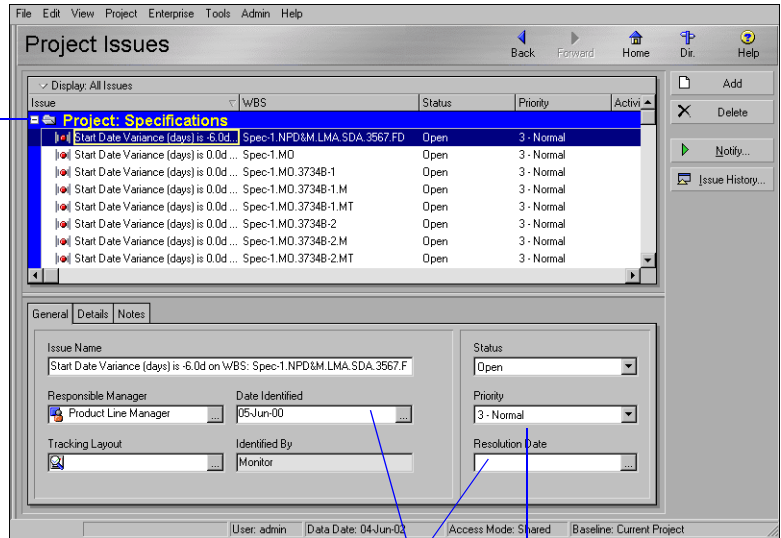 File Edit View Project Enterprise Tools Admin Help
Project Issues
Back Forward Home Dir. Help
Display: All Issues
Issue WBS Status Priority Activi
Project: Specifications
Start Date Variance (days) is -6.0d... Spec-1.NPD&M.LMA.SDA.3567.FD Open 3 - Normal
Start Date Variance (days) is 0.0d ... Spec-1.MO Open 3 - Normal
Start Date Variance (days) is 0.0d ... Spec-1.MO.3734B-1 Open 3 - Normal
Start Date Variance (days) is 0.0d ... Spec-1.MO.3734B-1.M Open 3 - Normal
Start Date Variance (days) is 0.0d ... Spec-1.MO.3734B-1.MT Open 3 - Normal
Start Date Variance (days) is 0.0d ... Spec-1.MO.3734B-2 Open 3 - Normal
Start Date Variance (days) is 0.0d ... Spec-1.MO.3734B-2.M Open 3 - Normal
Start Date Variance (days) is 0.0d ... Spec-1.MO.3734B-2.MT Open 3 - Normal
Add
Delete
Notify...
Issue History...
General Details Notes
Issue Name
Start Date Variance (days) is -6.0d on WBS: Spec-1.NPD&M.LMA.SDA.3567.F
Status
Open
Responsible Manager
Product Line Manager
Date Identified
05-Jun-00
Priority
3 - Normal
Tracking Layout
Identified By
Monitor
Resolution Date
User: admin Data Date: 04-Jun-02 Access Mode: Shared Baseline: Current Project